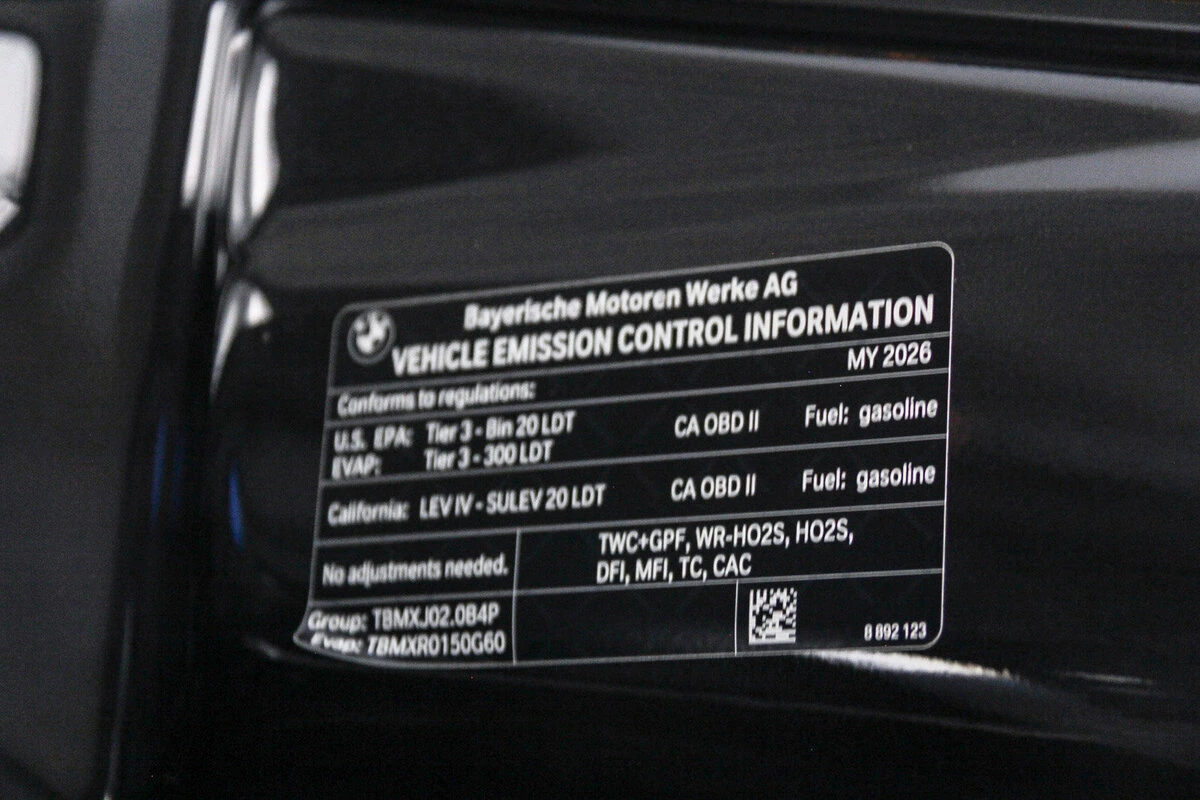 Bayerische Motoren Werke AG
VEHICLE EMISSION CONTROL INFORMATION
MY 2026
Conforms to regulations:
U.S. EPA: Tier 3 - Bin 20 LDT CA OBD II Fuel: gasoline
EVAP: Tier 3 - 300 LDT
California: LEV IV - SULEV 20 LDT CA OBD II Fuel: gasoline
No adjustments needed.
TWC+GPF, WR-HO2S, HO2S,
DFI, MFI, TC, CAC
Group: TBMXJ02.0B4P
Evap: TBMXR0150G60
8 892 123